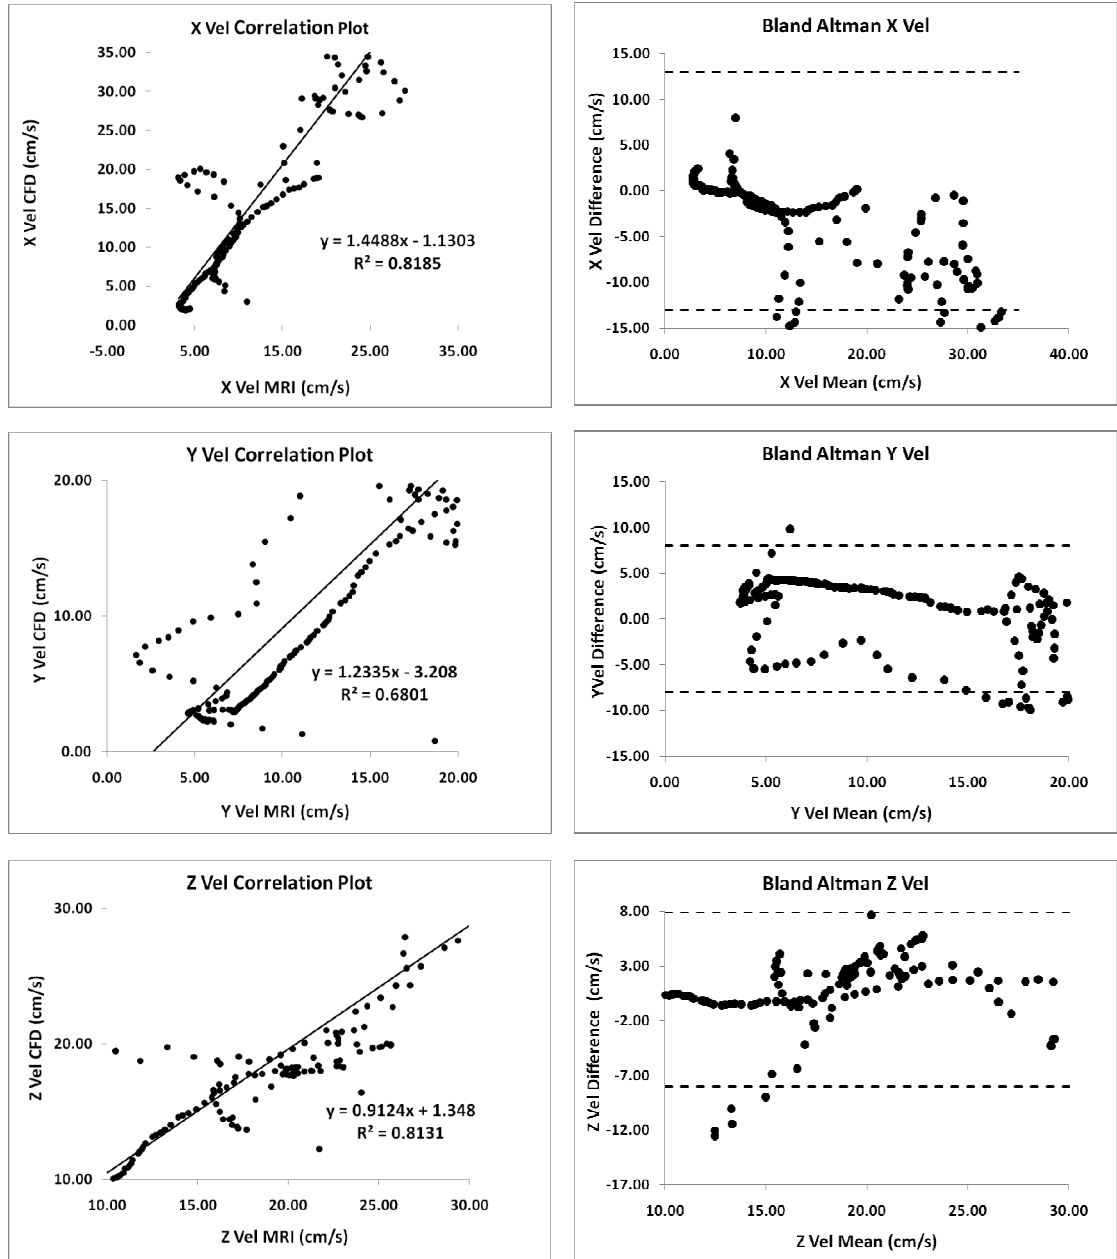 X Vel Correlation Plot
35.00
30.00
25.00
20.00
15.00
10.00
5.00
0.00
-5.00 5.00 15.00 25.00 35.00
X Vel CFD (cm/s)
X Vel MRI (cm/s)
y = 1.4488x - 1.1303
R² = 0.8185
Bland Altman X Vel
15.00
10.00
5.00
0.00
-5.00
-10.00
-15.00
0.00 10.00 20.00 30.00 40.00
X Vel Difference (cm/s)
X Vel Mean (cm/s)
Y Vel Correlation Plot
20.00
10.00
0.00
0.00 5.00 10.00 15.00 20.00
Y Vel CFD (cm/s)
Y Vel MRI (cm/s)
y = 1.2335x - 3.208
R² = 0.6801
Bland Altman Y Vel
15.00
10.00
5.00
0.00
-5.00
-10.00
-15.00
0.00 5.00 10.00 15.00 20.00
Y Vel Difference (cm/s)
Y Vel Mean (cm/s)
Z Vel Correlation Plot
30.00
20.00
10.00
10.00 15.00 20.00 25.00 30.00
Z Vel CFD (cm/s)
Z Vel MRI (cm/s)
y = 0.9124x + 1.348
R² = 0.8131
Bland Altman Z Vel
8.00
3.00
-2.00
-7.00
-12.00
-17.00
10.00 15.00 20.00 25.00 30.00
Z Vel Difference (cm/s)
Z Vel Mean (cm/s)